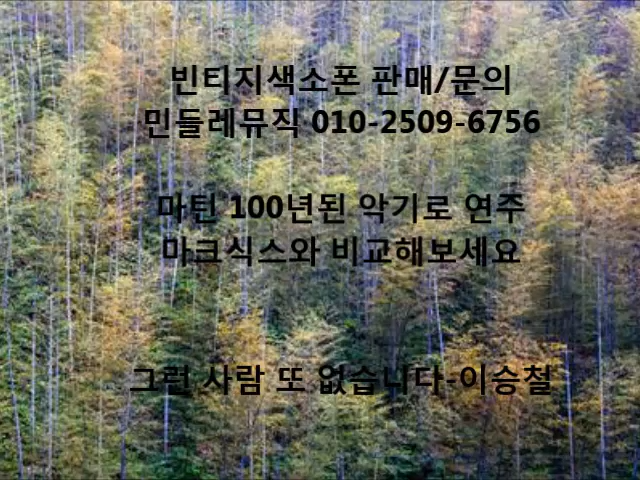 빈티지색소폰 판매/문의
민들레뮤직 010-2509-6756
마틴 100년된 악기로 연주
마크식스와 비교해보세요
그런 사람 또 없습니다-이승철